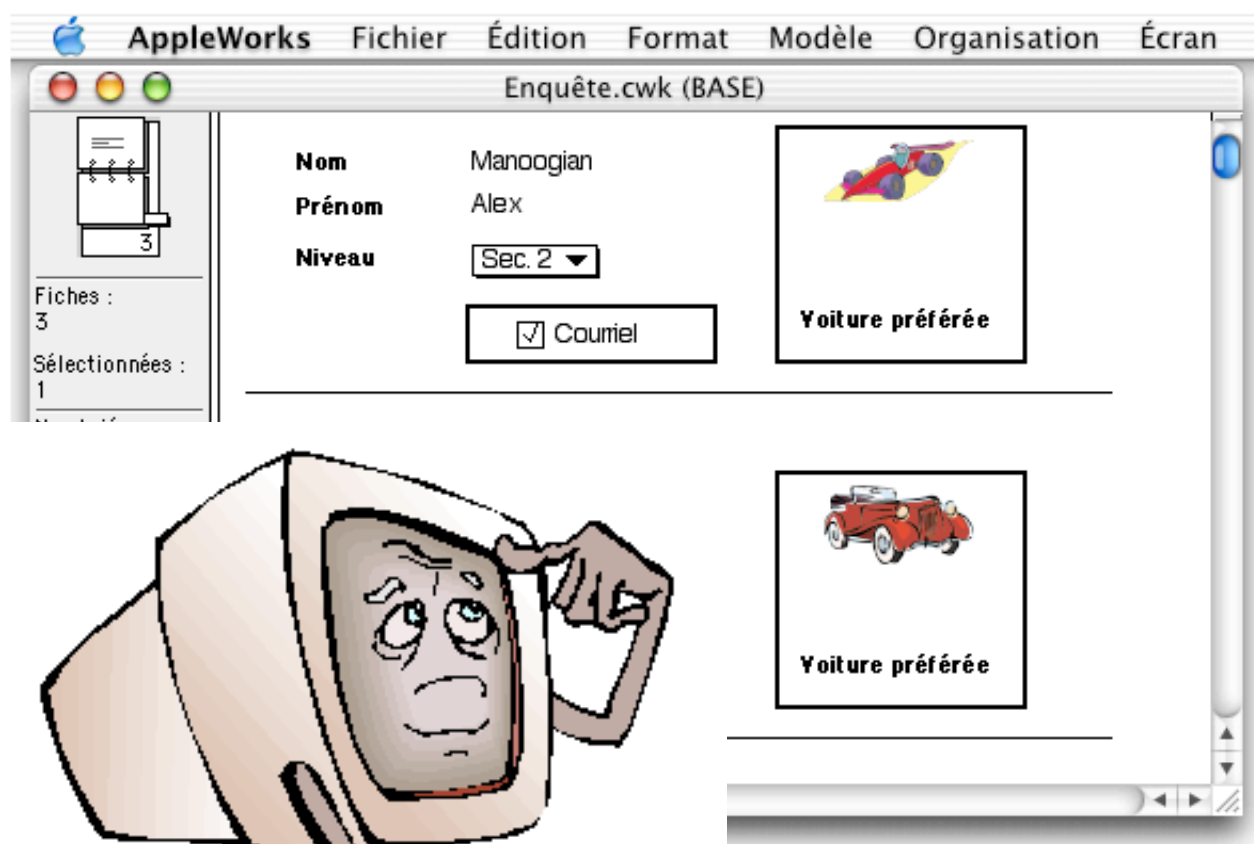 AppleWorks Fichier Édition Format Modèle Organisation Écran
Enquête.cwk (BASE)
3
Fiches :
3
Sélectionnées :
1
Nom Manoogian
Prénom Alex
Niveau Sec. 2
Courriel
Voiture préférée
Voiture préférée